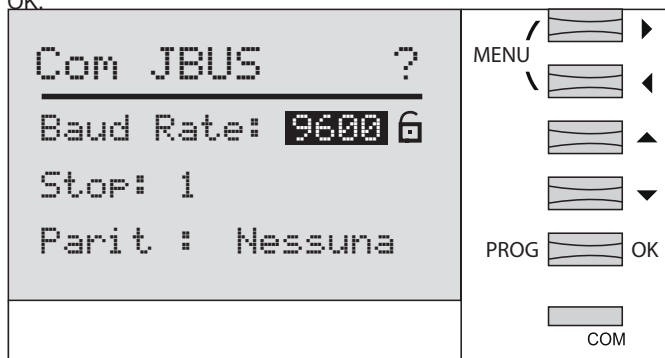 OK.
Com JBUS ?
Baud Rate: 9600
Stop: 1
Parit : Nessuna
MENU
PROG
OK
COM